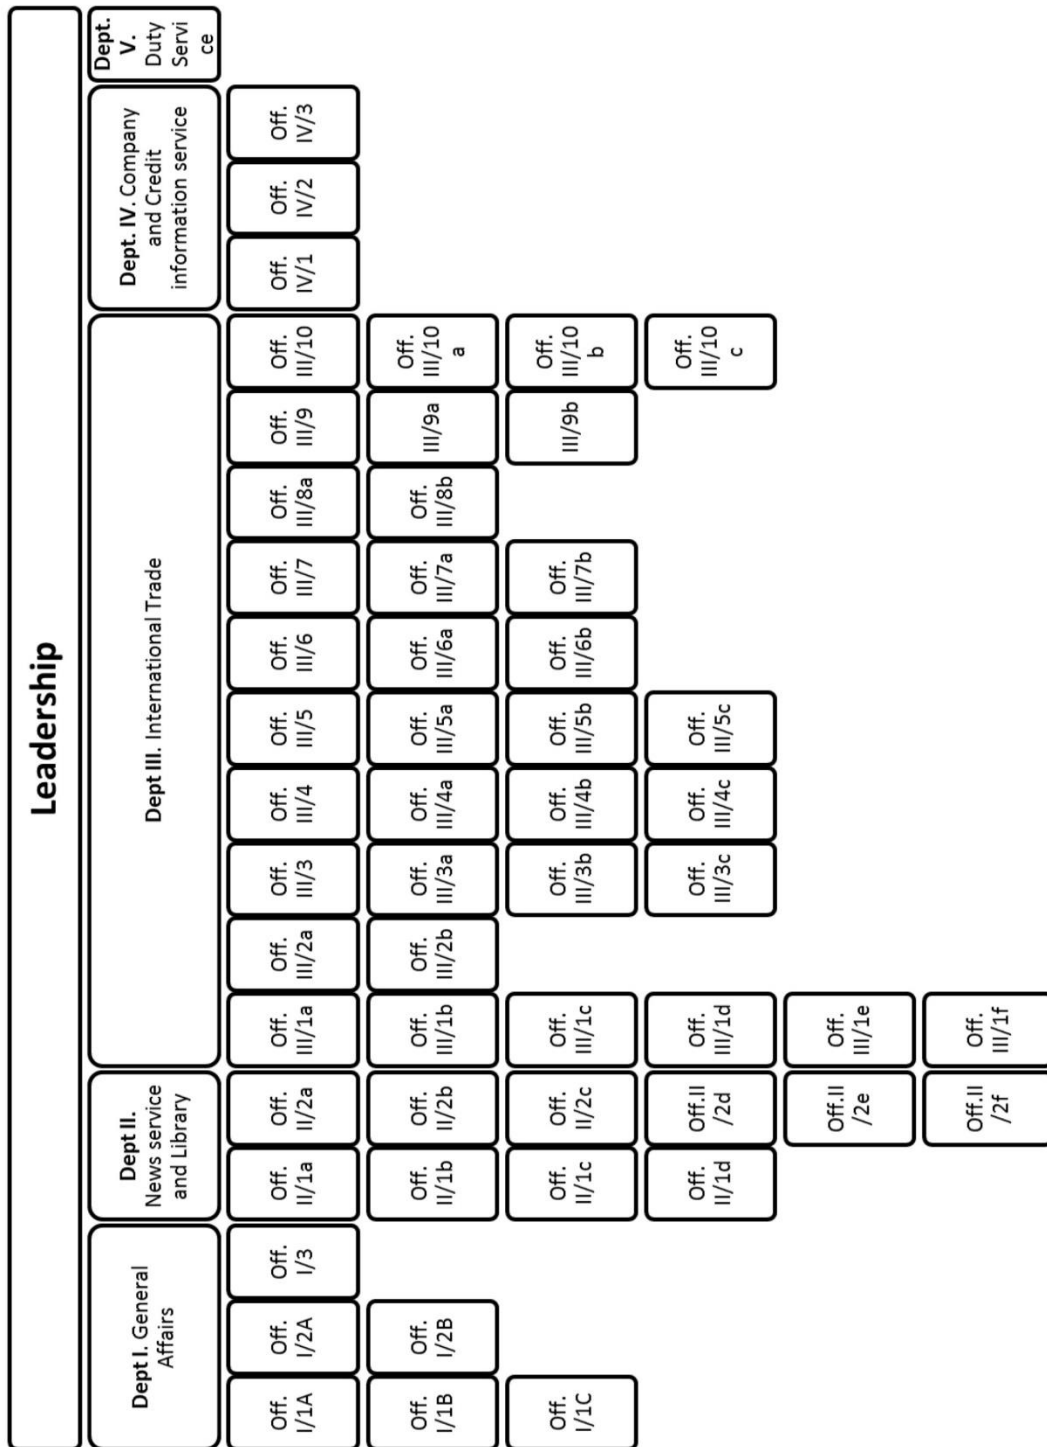 Leadership
Dept I. General
Affairs
Dept II.
News service
and Library
Dept III. International Trade
Dept. IV. Company
and Credit
information service
Dept.
V.
Duty
Servi
ce
Off.
I/1A
Off.
I/2A
Off.
I/3
Off.
II/1a
Off.
II/2a
Off.
III/1a
Off.
III/2a
Off.
III/3
Off.
III/4
Off.
III/5
Off.
III/6
Off.
III/7
Off.
III/8a
Off.
III/9
Off.
III/10
Off.
IV/1
Off.
IV/2
Off.
IV/3
Off.
I/1B
Off.
I/2B
Off.
II/1b
Off.
II/2b
Off.
III/1b
Off.
III/2b
Off.
III/3a
Off.
III/4a
Off.
III/5a
Off.
III/6a
Off.
III/7a
Off.
III/8b
III/9a
Off.
III/10
a
Off.
I/1C
Off.
II/1c
Off.
II/2c
Off.
III/1c
Off.
III/3b
Off.
III/4b
Off.
III/5b
Off.
III/6b
Off.
III/7b
III/9b
Off.
III/10
b
Off.
II/1d
Off.II
/2d
Off.
III/1d
Off.
III/3c
Off.
III/4c
Off.
III/5c
Off.
III/10
c
Off.II
/2e
Off.
III/1e
Off.II
/2f
Off.
III/1f